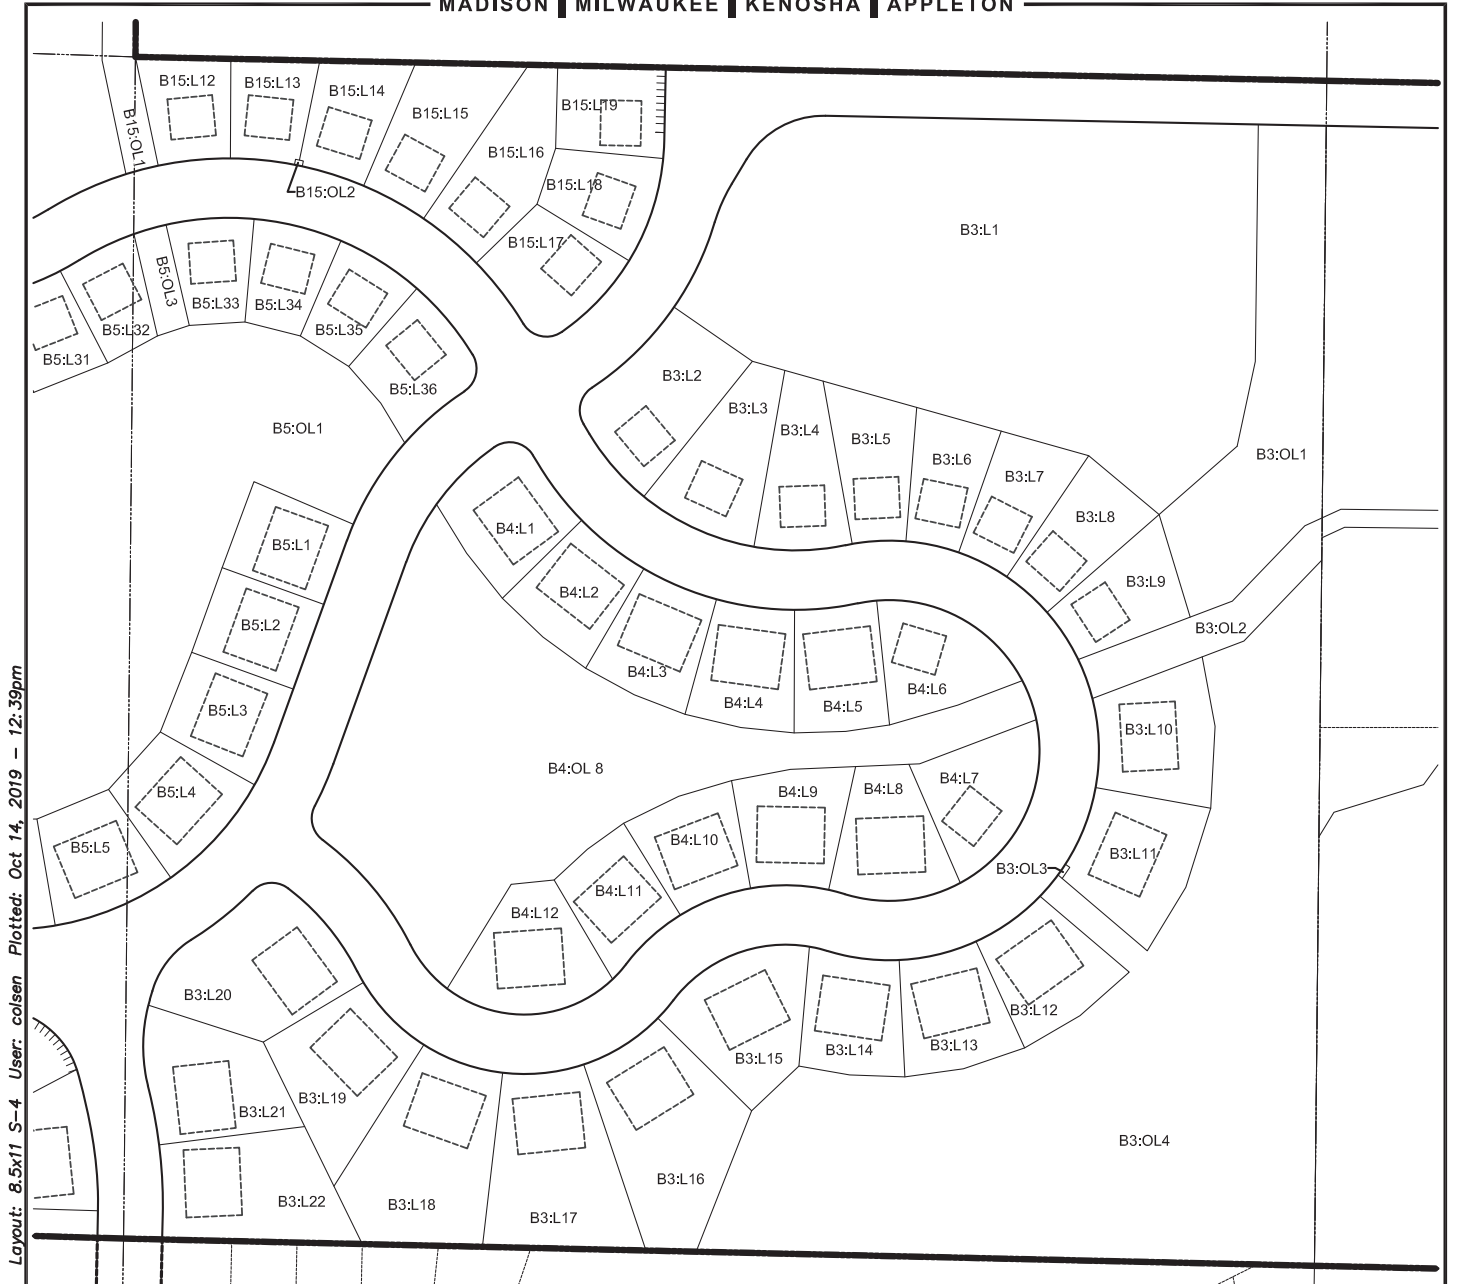 MADISON | MILWAUKEE | KENOSHA | APPLETON
B15:L12
B15:L13
B15:L14
B15:L15
B15:L19
B15:OL1
B15:L16
B15:L18
B15:OL2
B15:L17
B3:L1
B5:OL3
B5:L33
B5:L34
B5:L35
B5:L32
B5:L31
B5:L36
B5:OL1
B3:L2
B3:L3
B3:L4
B3:L5
B3:L6
B3:L7
B3:L8
B3:L9
B3:OL1
B3:OL2
B4:L1
B4:L2
B4:L3
B4:L4
B4:L5
B4:L6
B5:L1
B5:L2
B5:L3
B5:L4
B5:L5
B4:OL 8
B4:L7
B4:L8
B4:L9
B4:L10
B4:L11
B4:L12
B3:L10
B3:L11
B3:OL3
B3:L12
B3:L13
B3:L14
B3:L15
B3:L16
B3:L17
B3:L18
B3:L19
B3:L20
B3:L21
B3:L22
B3:OL4
Layout: 8.5x11 S-4 User: colsen Plotted: Oct 14, 2019 - 12:39pm